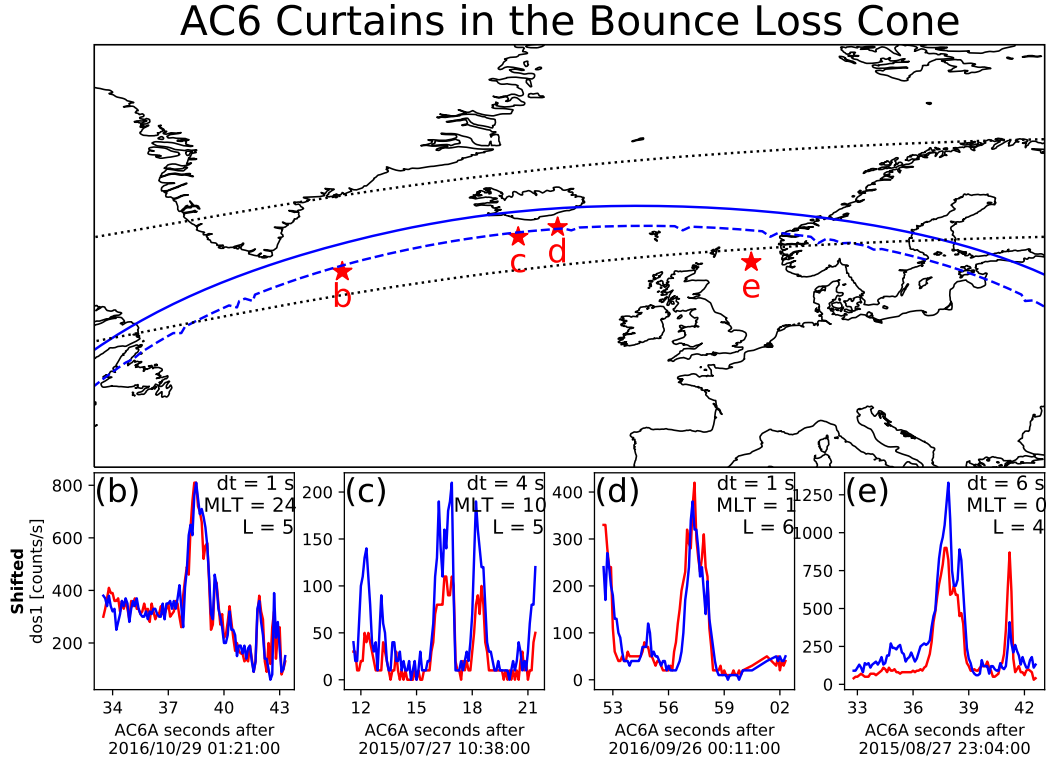 AC6 Curtains in the Bounce Loss Cone
b
c
d
e
(b)
dt = 1 s
MLT = 24
L = 5
800
600
400
200
Shifted
dos1 [counts/s]
34 37 40 43
AC6A seconds after
2016/10/29 01:21:00
(c)
dt = 4 s
MLT = 10
L = 5
200
150
100
50
0
12 15 18 21
AC6A seconds after
2015/07/27 10:38:00
(d)
dt = 1 s
MLT = 1
L = 6
400
300
200
100
0
53 56 59 02
AC6A seconds after
2016/09/26 00:11:00
(e)
dt = 6 s
MLT = 0
L = 4
1250
1000
750
500
250
0
33 36 39 42
AC6A seconds after
2015/08/27 23:04:00